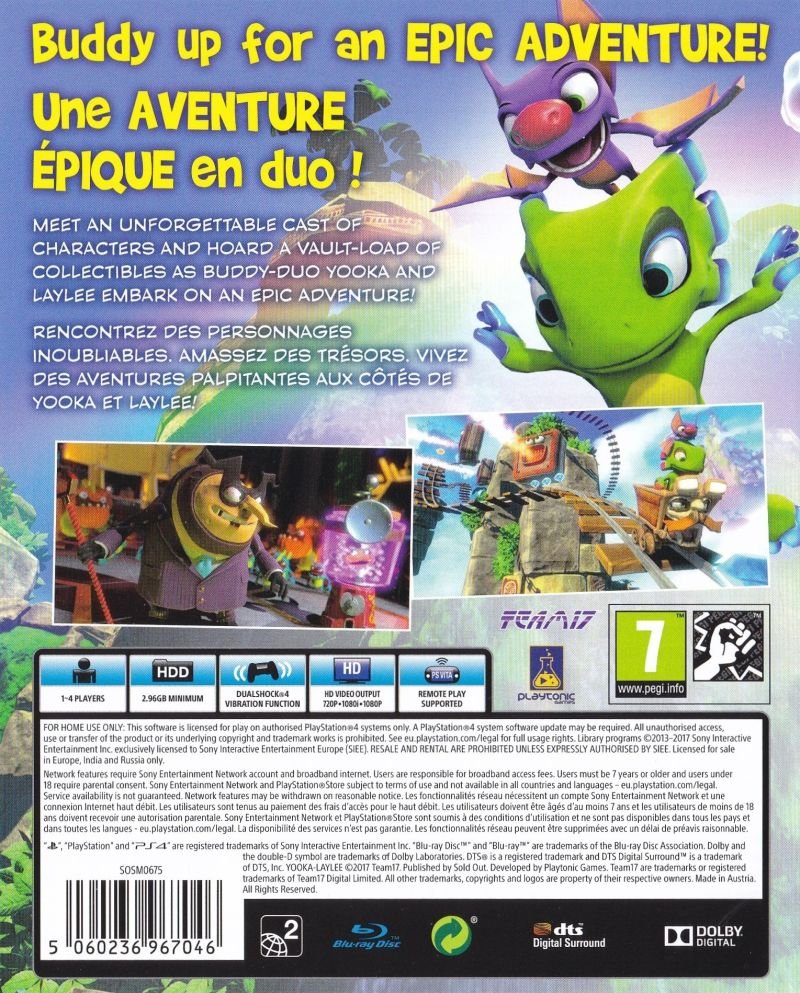 Buddy up for an EPIC ADVENTURE!
Une AVENTURE
ÉPIQUE en duo !
MEET AN UNFORGETTABLE CAST OF
CHARACTERS AND HOARD A VAULT-LOAD OF
COLLECTIBLES AS BUDDY-DUO YOOKA AND
LAYLEE EMBARK ON AN EPIC ADVENTURE!
RENCONTREZ DES PERSONNAGES
INOUBLIABLES. AMASSEZ DES TRÉSORS. VIVEZ
DES AVENTURES PALPITANTES AUX CÔTÉS DE
YOOKA ET LAYLEE!
TEAM17
playtonic
games
7
www.pegi.info
1-4 PLAYERS
HDD
2.96GB MINIMUM
DUALSHOCK®4
VIBRATION FUNCTION
HD
HD VIDEO OUTPUT
720P•1080i•1080P
PS VITA
REMOTE PLAY
SUPPORTED
FOR HOME USE ONLY: This software is licensed for play on authorised PlayStation®4 systems only. A PlayStation®4 system software update may be required. All unauthorised access,
use or transfer of the product or its underlying copyright and trademark works is prohibited. See eu.playstation.com/legal for full usage rights. Library programs ©2013-2017 Sony Interactive
Entertainment Inc. exclusively licensed to Sony Interactive Entertainment Europe (SIEE). RESALE AND RENTAL ARE PROHIBITED UNLESS EXPRESSLY AUTHORISED BY SIEE. Licensed for sale
in Europe, India and Russia only.
Network features require Sony Entertainment Network account and broadband internet. Users are responsible for broadband access fees. Users must be 7 years or older and users under
18 require parental consent. Sony Entertainment Network and PlayStation®Store subject to terms of use and not available in all countries and languages – eu.playstation.com/legal.
Service availability is not guaranteed. Network features may be withdrawn on reasonable notice. Les fonctionnalités réseau nécessitent un compte Sony Entertainment Network et une
connexion Internet haut débit. Les utilisateurs sont tenus au paiement des frais d'accès pour le haut débit. Les utilisateurs doivent être âgés d'au moins 7 ans et les utilisateurs de moins de 18
ans doivent recevoir une autorisation parentale. Sony Entertainment Network et PlayStation®Store sont soumis à des conditions d'utilisation et ne sont pas disponibles dans tous les pays et
dans toutes les langues - eu.playstation.com/legal. La disponibilité des services n'est pas garantie. Les fonctionnalités réseau peuvent être supprimées avec un délai de préavis raisonnable.
" ", "PlayStation" and "PS4" are registered trademarks of Sony Interactive Entertainment Inc. "Blu-ray Disc™" and "Blu-ray™" are trademarks of the Blu-ray Disc Association. Dolby and
the double-D symbol are trademarks of Dolby Laboratories. DTS® is a registered trademark and DTS Digital Surround™ is a trademark
of DTS, Inc. YOOKA-LAYLEE ©2017 Team17. Published by Sold Out. Developed by Playtonic Games. Team17 are trademarks or registered
trademarks of Team17 Digital Limited. All other trademarks, copyrights and logos are property of their respective owners. Made in Austria.
All Rights Reserved.
SOSM0675
5 060236 967046
2
Blu-ray Disc™
®
dts
Digital Surround
DOLBY
DIGITAL